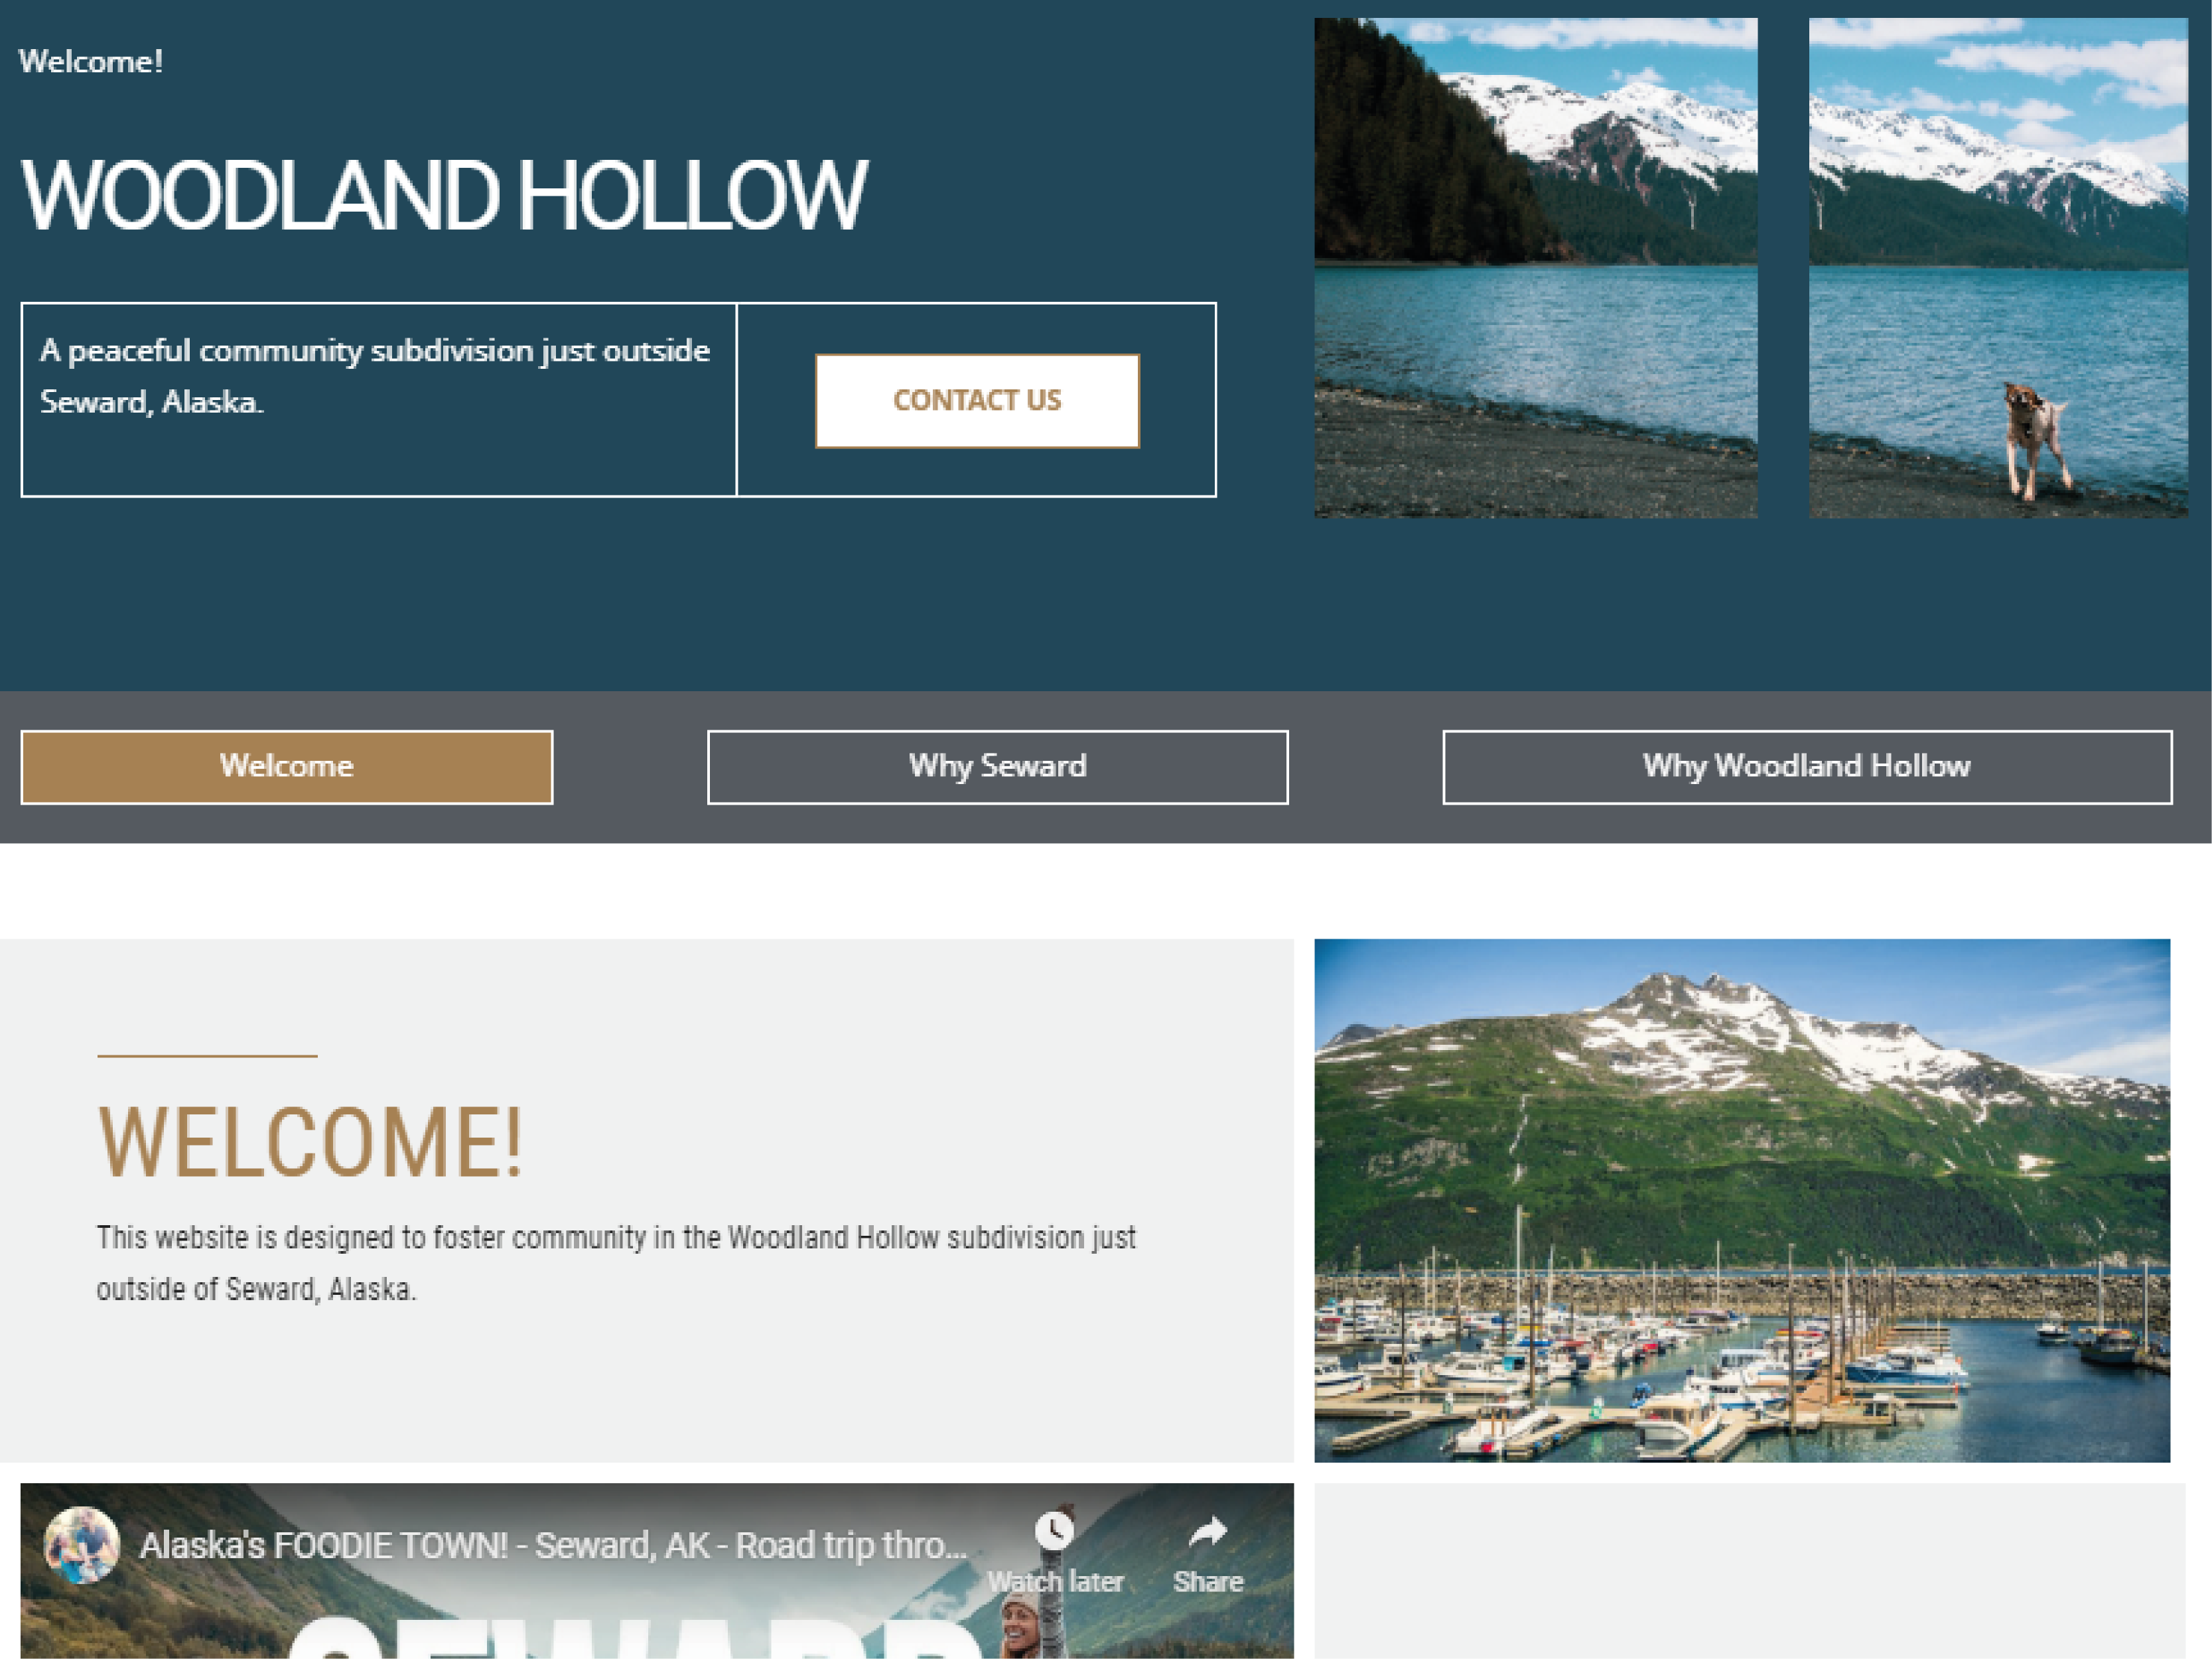 Welcome!
WOODLAND HOLLOW
A peaceful community subdivision just outside
Seward, Alaska.
CONTACT US
Welcome
Why Seward
Why Woodland Hollow
WELCOME!
This website is designed to foster community in the Woodland Hollow subdivision just
outside of Seward, Alaska.
Alaska's FOODIE TOWN! - Seward, AK - Road trip thro...
Watch later
Share
SEWARD